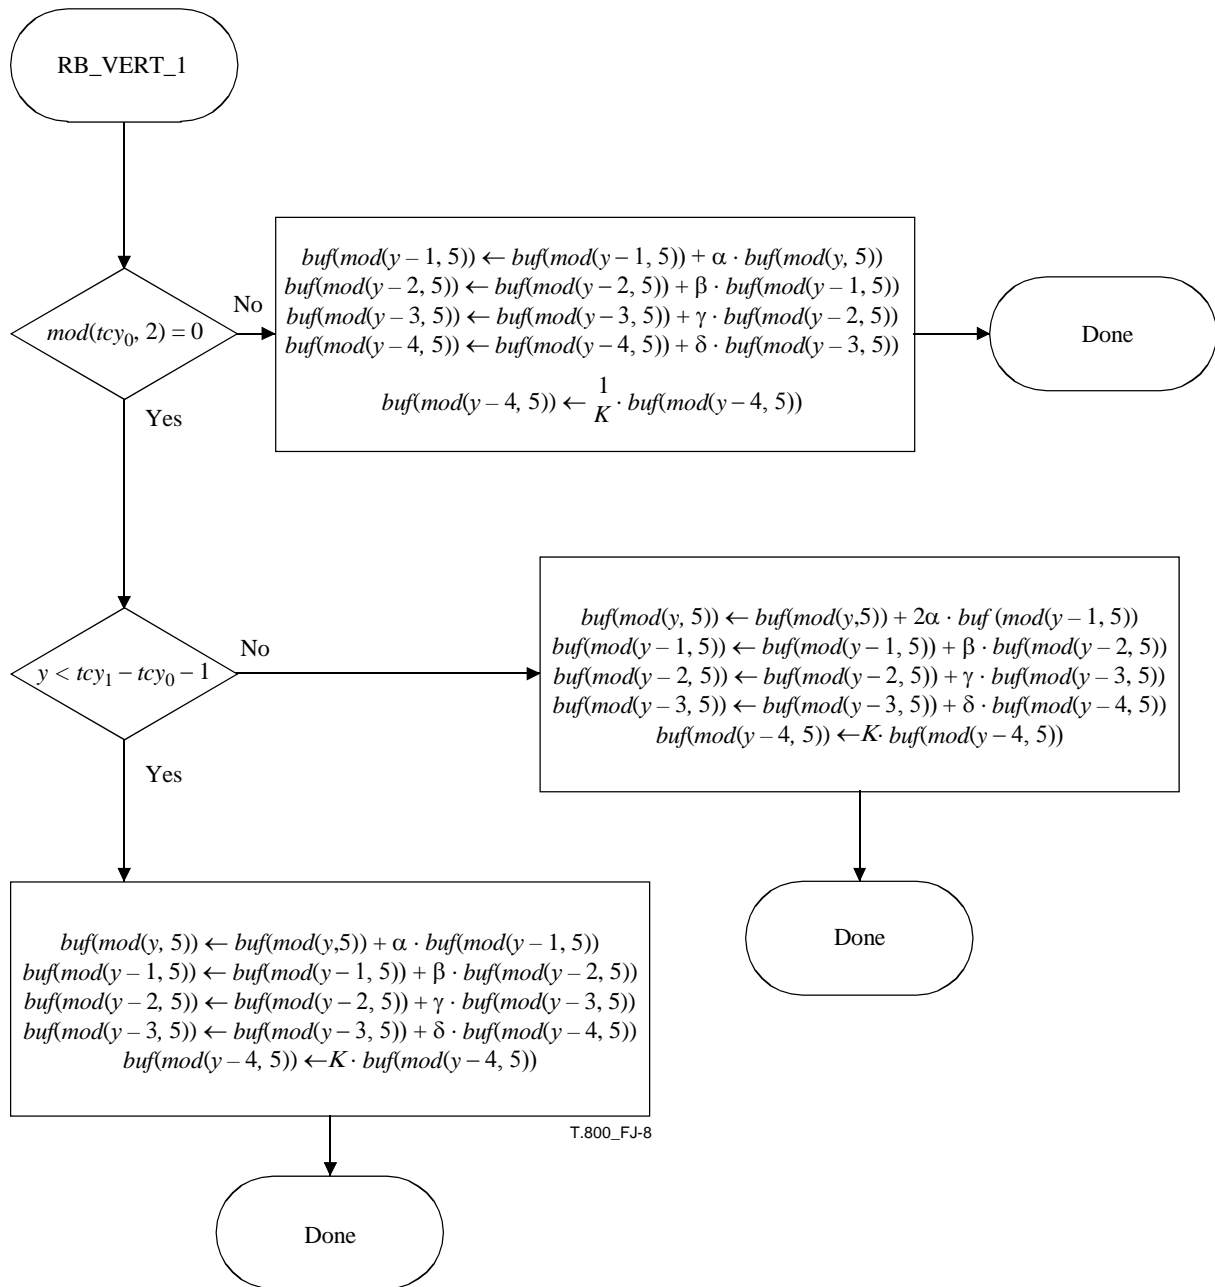 RB_VERT_1
mod(tcy₀, 2) = 0
No
buf(mod(y – 1, 5)) ← buf(mod(y – 1, 5)) + α · buf(mod(y, 5))
buf(mod(y – 2, 5)) ← buf(mod(y – 2, 5)) + β · buf(mod(y – 1, 5))
buf(mod(y – 3, 5)) ← buf(mod(y – 3, 5)) + γ · buf(mod(y – 2, 5))
buf(mod(y – 4, 5)) ← buf(mod(y – 4, 5)) + δ · buf(mod(y – 3, 5))
buf(mod(y – 4, 5)) ← 1/K · buf(mod(y – 4, 5))
Done
Yes
y < tcy₁ – tcy₀ – 1
No
buf(mod(y, 5)) ← buf(mod(y,5)) + 2α · buf (mod(y – 1, 5))
buf(mod(y – 1, 5)) ← buf(mod(y – 1, 5)) + β · buf(mod(y – 2, 5))
buf(mod(y – 2, 5)) ← buf(mod(y – 2, 5)) + γ · buf(mod(y – 3, 5))
buf(mod(y – 3, 5)) ← buf(mod(y – 3, 5)) + δ · buf(mod(y – 4, 5))
buf(mod(y – 4, 5)) ← K· buf(mod(y – 4, 5))
Done
Yes
buf(mod(y, 5)) ← buf(mod(y,5)) + α · buf(mod(y – 1, 5))
buf(mod(y – 1, 5)) ← buf(mod(y – 1, 5)) + β · buf(mod(y – 2, 5))
buf(mod(y – 2, 5)) ← buf(mod(y – 2, 5)) + γ · buf(mod(y – 3, 5))
buf(mod(y – 3, 5)) ← buf(mod(y – 3, 5)) + δ · buf(mod(y – 4, 5))
buf(mod(y – 4, 5)) ← K · buf(mod(y – 4, 5))
T.800_FJ-8
Done